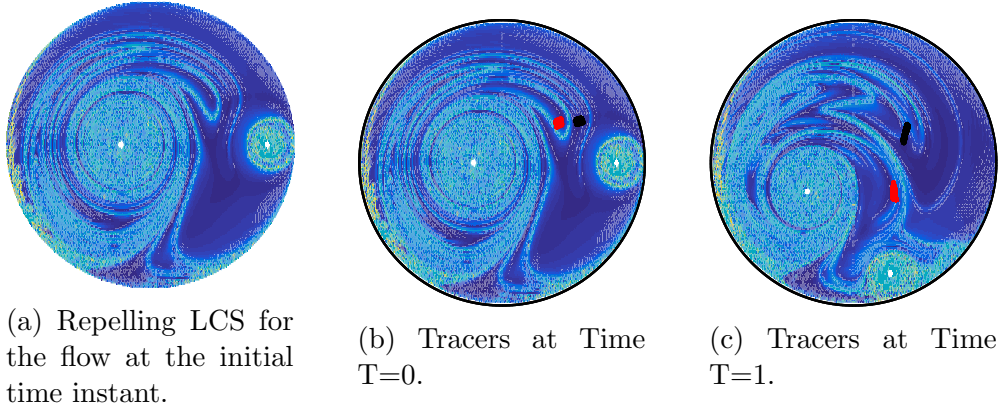 (a) Repelling LCS for
the flow at the initial
time instant.
(b) Tracers at Time
T=0.
(c) Tracers at Time
T=1.